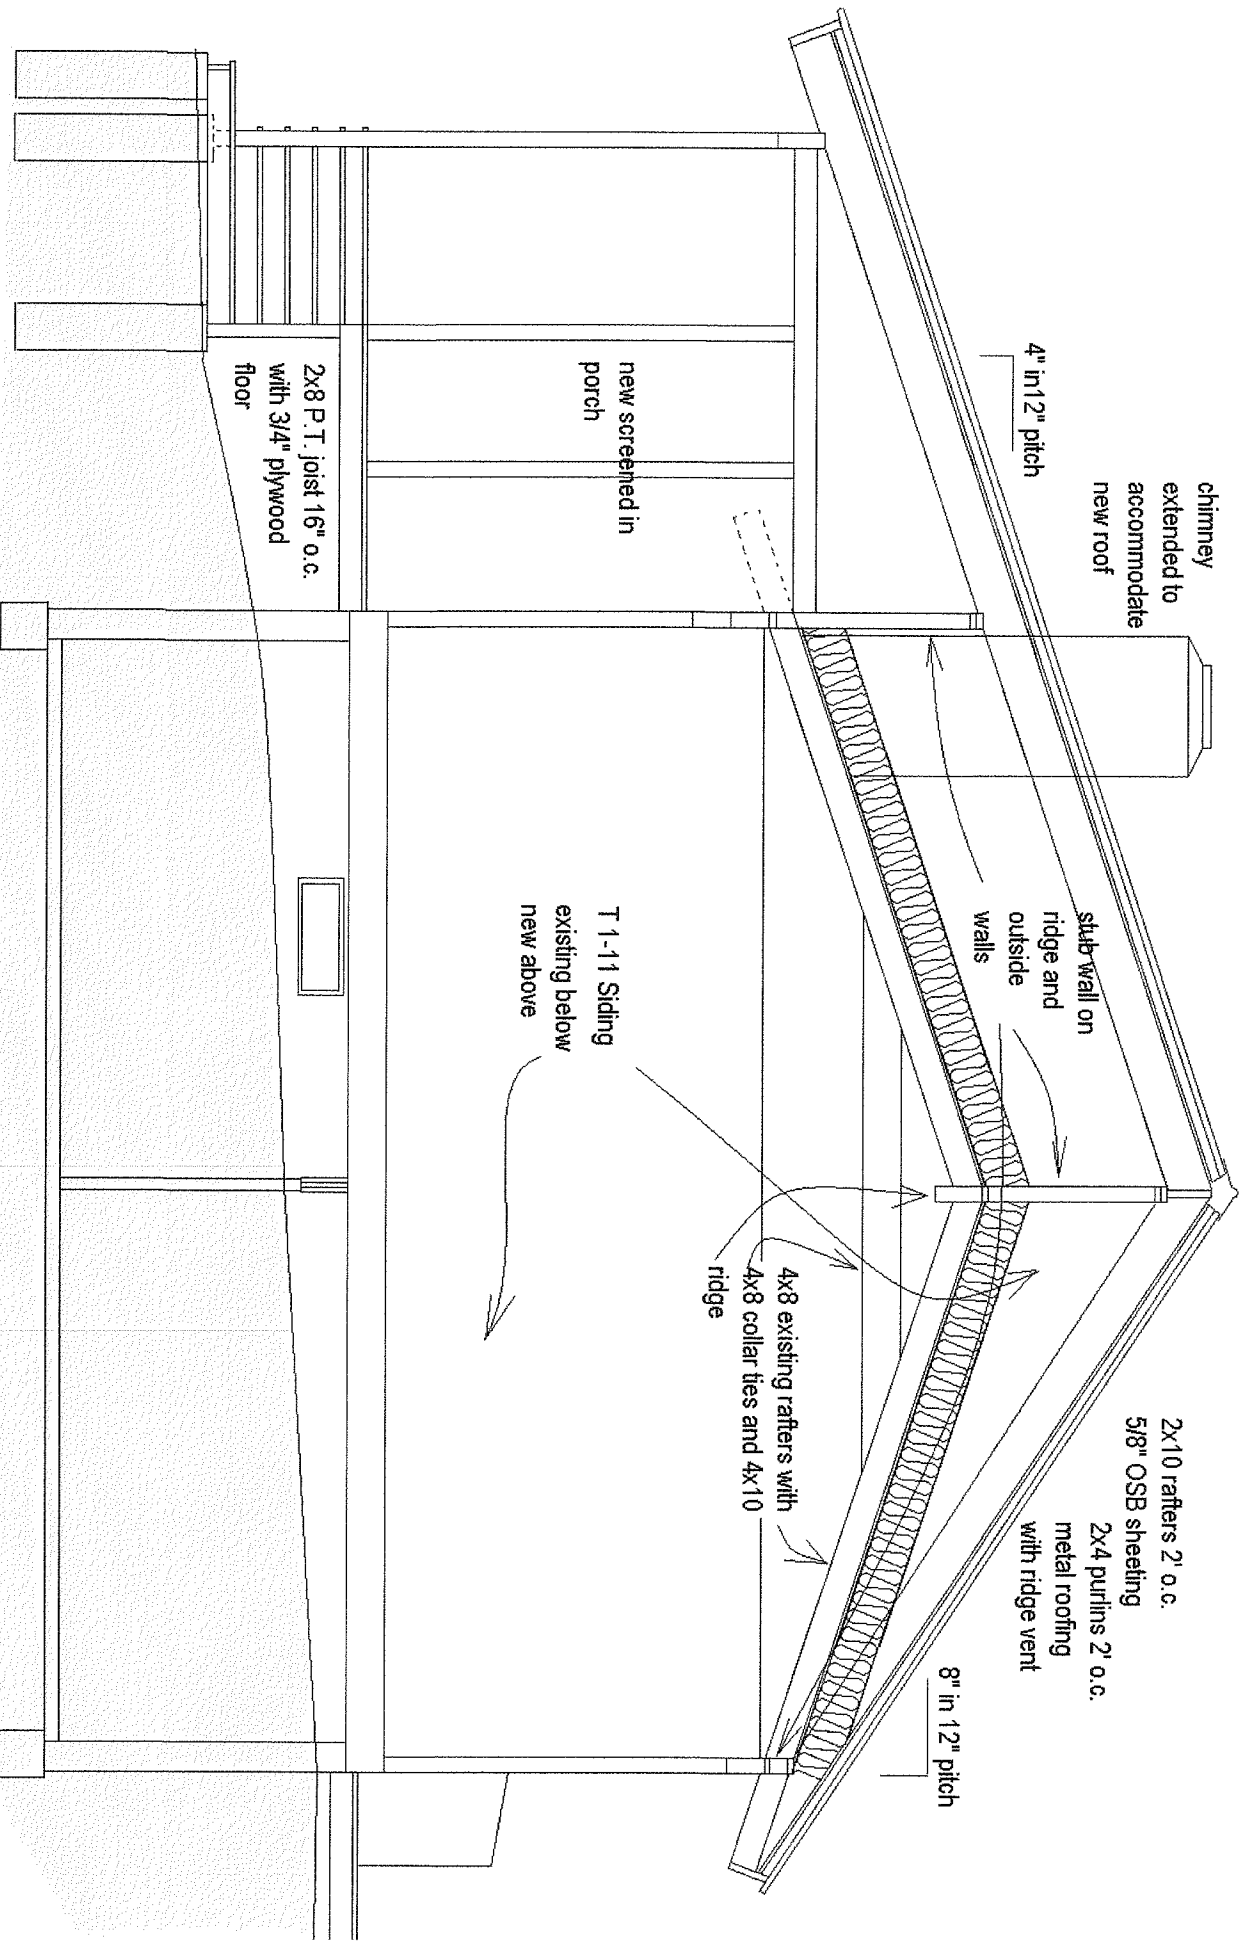 chimney
extended to
accommodate
new roof
4" in12" pitch
stub wall on
ridge and
outside
walls
2x10 rafters 2' o.c.
5/8" OSB sheeting
2x4 purlins 2' o.c.
metal roofing
with ridge vent
8" in 12" pitch
new screened in
porch
2x8 P.T. joist 16" o.c.
with 3/4" plywood
floor
T 1-11 Siding
existing below
new above
4x8 existing rafters with
4x8 collar ties and 4x10
ridge